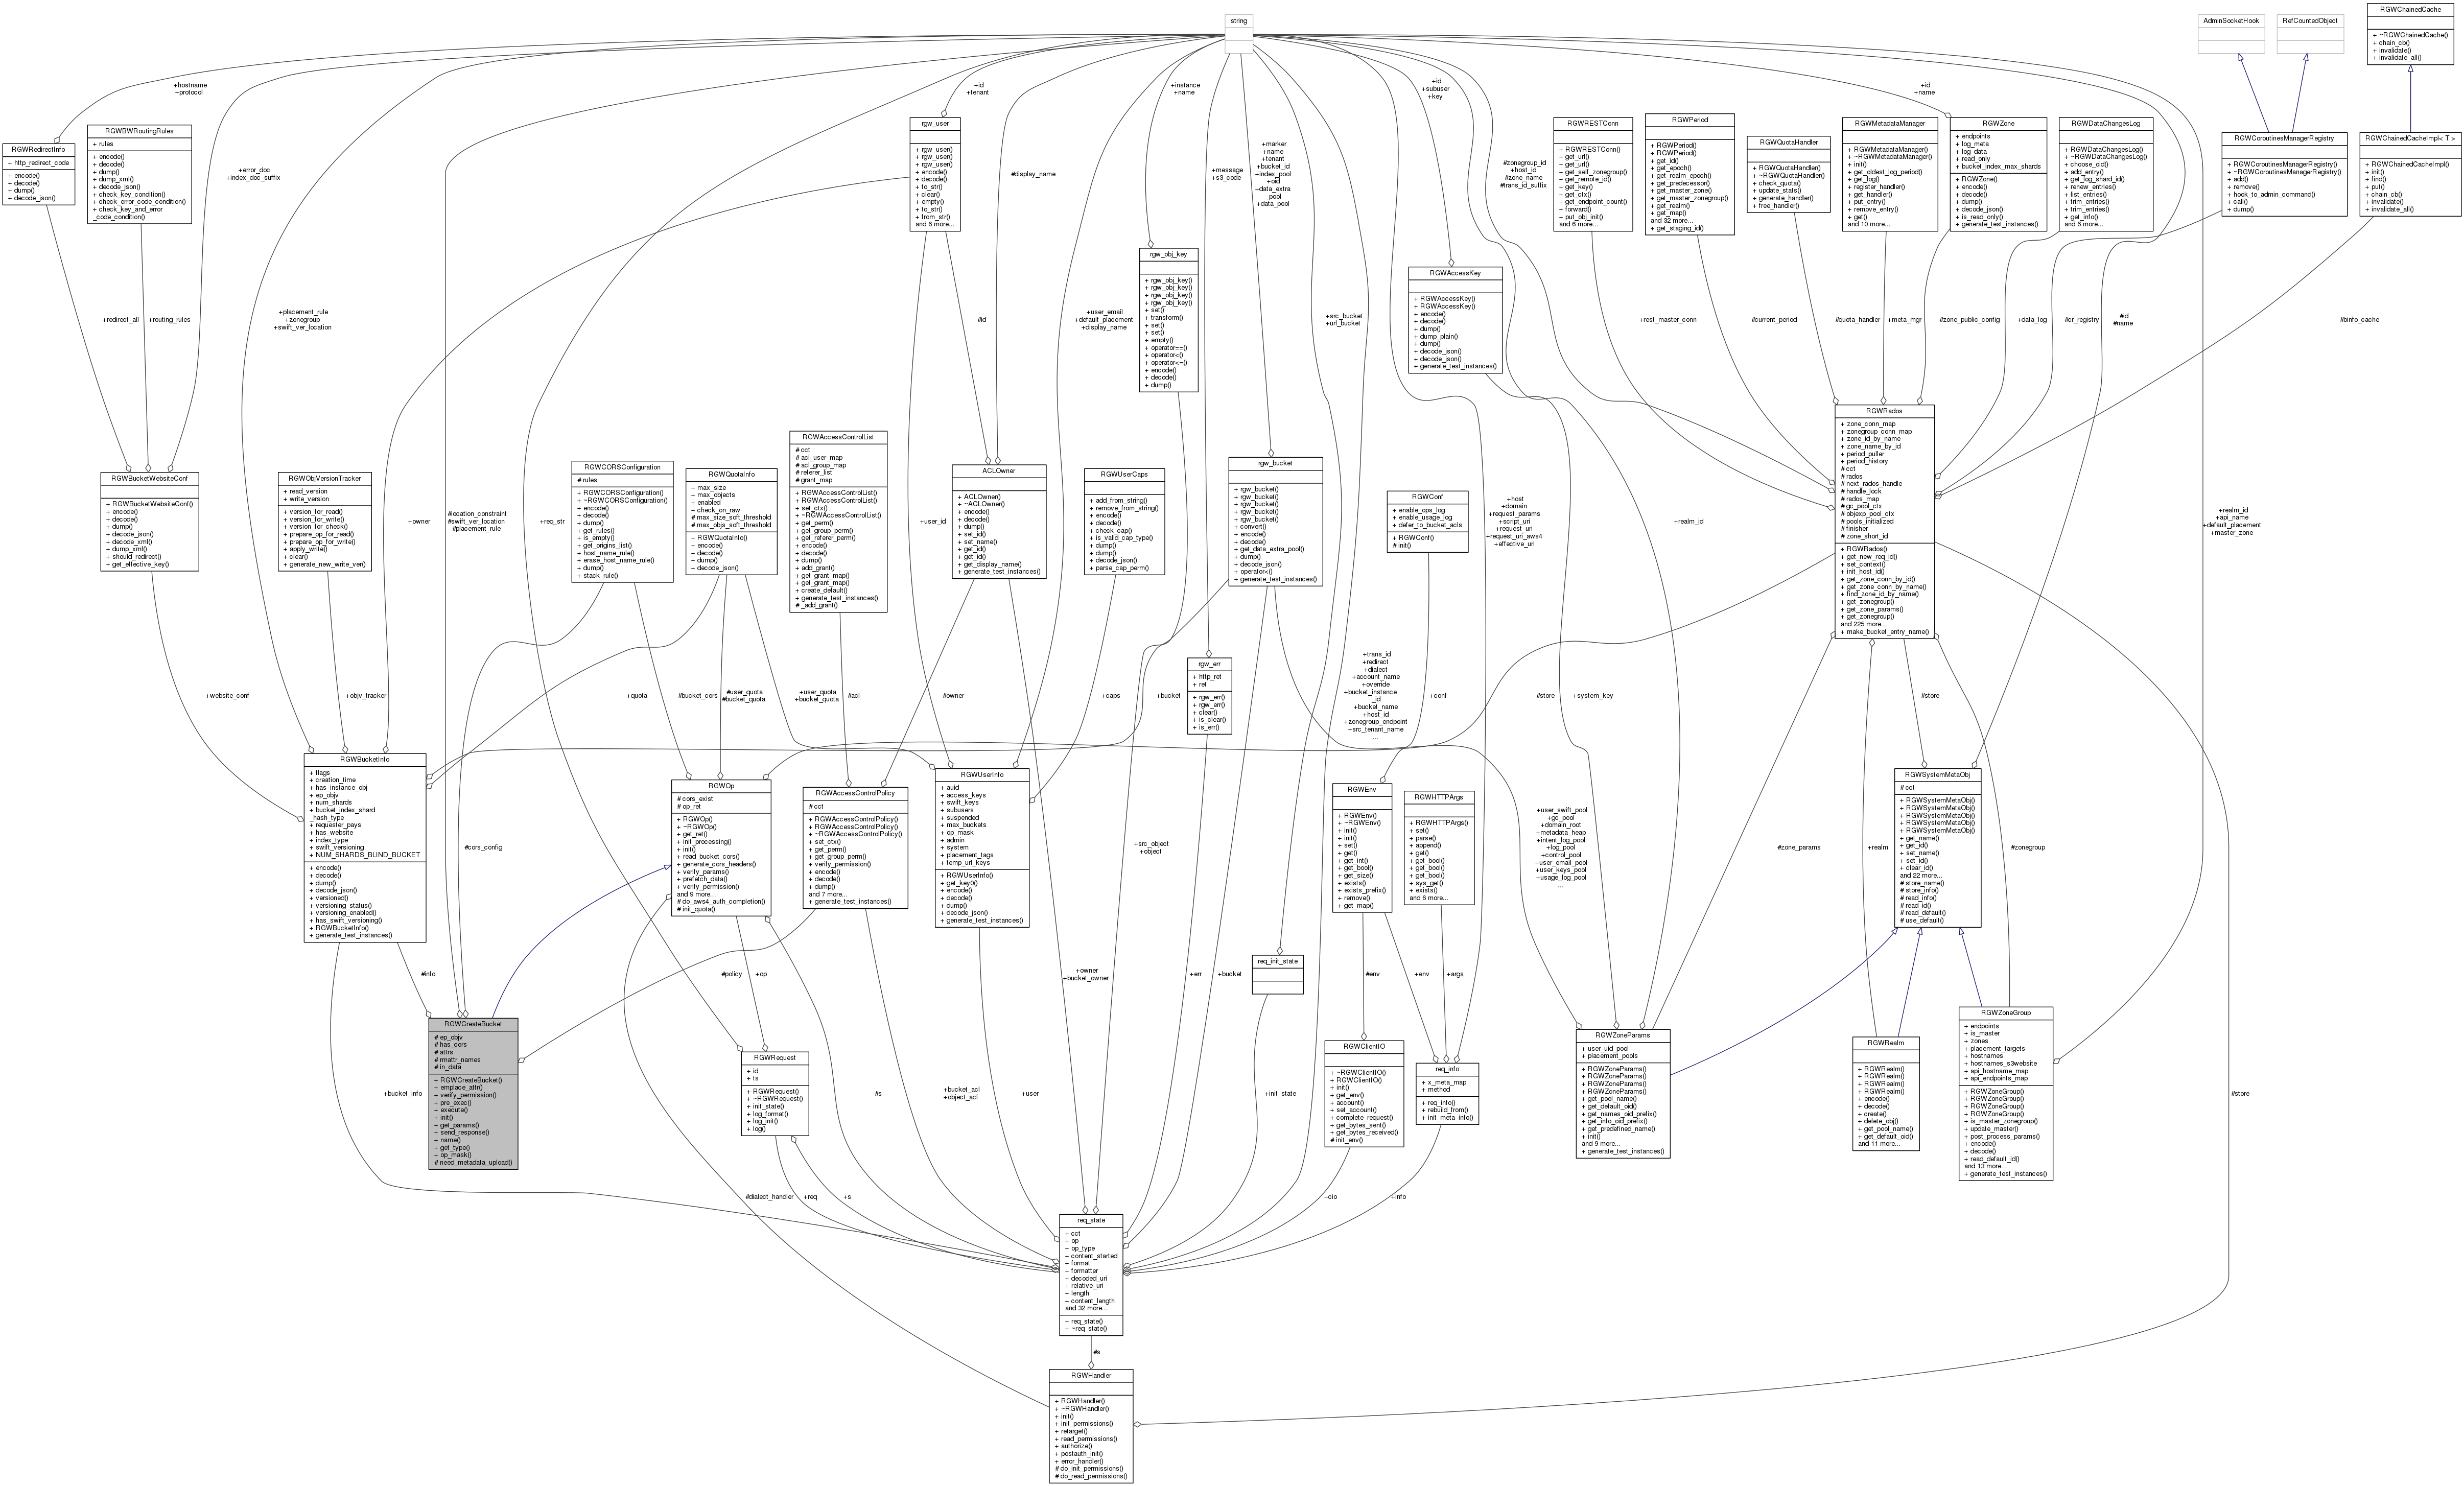 string
AdminSocketHook
RefCountedObject
RGWChainedCache
+ ~RGWChainedCache()
+ chain_cb()
+ invalidate()
+ invalidate_all()
+hostname
+protocol
+id
+tenant
+instance
+name
+id
+subuser
+key
+id
+name
RGWRedirectInfo
+ http_redirect_code
+ encode()
+ decode()
+ dump()
+ decode_json()
RGWBWRoutingRules
+ rules
+ encode()
+ decode()
+ dump()
+ dump_xml()
+ decode_json()
+ check_key_condition()
+ check_error_code_condition()
+ check_key_and_error
_code_condition()
+error_doc
+index_doc_suffix
rgw_user
+ rgw_user()
+ rgw_user()
+ rgw_user()
+ encode()
+ decode()
+ to_str()
+ clear()
+ empty()
+ to_str()
+ from_str()
and 6 more...
#display_name
+message
+s3_code
+marker
+name
+tenant
+bucket_id
+index_pool
+oid
+data_extra
_pool
+data_pool
#zonegroup_id
+host_id
#zone_name
#trans_id_suffix
RGWRESTConn
+ RGWRESTConn()
+ get_url()
+ get_url()
+ get_self_zonegroup()
+ get_remote_id()
+ get_key()
+ get_ctx()
+ get_endpoint_count()
+ forward()
+ put_obj_init()
and 6 more...
RGWPeriod
+ RGWPeriod()
+ RGWPeriod()
+ get_id()
+ get_epoch()
+ get_realm_epoch()
+ get_predecessor()
+ get_master_zone()
+ get_master_zonegroup()
+ get_realm()
+ get_map()
and 32 more...
+ get_staging_id()
RGWQuotaHandler
+ RGWQuotaHandler()
+ ~RGWQuotaHandler()
+ check_quota()
+ update_stats()
+ generate_handler()
+ free_handler()
RGWMetadataManager
+ RGWMetadataManager()
+ ~RGWMetadataManager()
+ init()
+ get_oldest_log_period()
+ get_log()
+ register_handler()
+ get_handler()
+ put_entry()
+ remove_entry()
+ get()
and 10 more...
RGWZone
+ endpoints
+ log_meta
+ log_data
+ read_only
+ bucket_index_max_shards
+ RGWZone()
+ encode()
+ decode()
+ dump()
+ decode_json()
+ is_read_only()
+ generate_test_instances()
RGWDataChangesLog
+ RGWDataChangesLog()
+ ~RGWDataChangesLog()
+ choose_oid()
+ add_entry()
+ get_log_shard_id()
+ renew_entries()
+ list_entries()
+ trim_entries()
+ trim_entries()
+ get_info()
and 6 more...
RGWCoroutinesManagerRegistry
+ RGWCoroutinesManagerRegistry()
+ ~RGWCoroutinesManagerRegistry()
+ add()
+ remove()
+ hook_to_admin_command()
+ call()
+ dump()
RGWChainedCacheImpl< T >
+ RGWChainedCacheImpl()
+ init()
+ find()
+ put()
+ chain_cb()
+ invalidate()
+ invalidate_all()
+redirect_all
+routing_rules
+placement_rule
+zonegroup
+swift_ver_location
#id
rgw_obj_key
+ rgw_obj_key()
+ rgw_obj_key()
+ rgw_obj_key()
+ rgw_obj_key()
+ set()
+ transform()
+ set()
+ set()
+ empty()
+ operator==()
+ operator<()
+ operator<=()
+ encode()
+ decode()
+ dump()
+user_email
+default_placement
+display_name
+src_bucket
+url_bucket
RGWAccessKey
+ RGWAccessKey()
+ RGWAccessKey()
+ encode()
+ decode()
+ dump()
+ dump_plain()
+ dump()
+ decode_json()
+ decode_json()
+ generate_test_instances()
+rest_master_conn
#current_period
#quota_handler
+meta_mgr
#zone_public_config
+data_log
#cr_registry
#id
#name
#binfo_cache
RGWBucketWebsiteConf
+ RGWBucketWebsiteConf()
+ encode()
+ decode()
+ dump()
+ decode_json()
+ decode_xml()
+ dump_xml()
+ should_redirect()
+ get_effective_key()
RGWObjVersionTracker
+ read_version
+ write_version
+ version_for_read()
+ version_for_write()
+ version_for_check()
+ prepare_op_for_read()
+ prepare_op_for_write()
+ apply_write()
+ clear()
+ generate_new_write_ver()
+owner
#location_constraint
#swift_ver_location
#placement_rule
+req_str
RGWCORSConfiguration
# rules
+ RGWCORSConfiguration()
+ ~RGWCORSConfiguration()
+ encode()
+ decode()
+ dump()
+ get_rules()
+ is_empty()
+ get_origins_list()
+ host_name_rule()
+ erase_host_name_rule()
+ dump()
+ stack_rule()
RGWQuotaInfo
+ max_size
+ max_objects
+ enabled
+ check_on_raw
# max_size_soft_threshold
# max_objs_soft_threshold
+ RGWQuotaInfo()
+ encode()
+ decode()
+ dump()
+ decode_json()
RGWAccessControlList
# cct
# acl_user_map
# acl_group_map
# referer_list
# grant_map
+ RGWAccessControlList()
+ RGWAccessControlList()
+ set_ctx()
+ ~RGWAccessControlList()
+ get_perm()
+ get_group_perm()
+ get_referer_perm()
+ encode()
+ decode()
+ dump()
+ add_grant()
+ get_grant_map()
+ get_grant_map()
+ create_default()
+ generate_test_instances()
# _add_grant()
+user_id
ACLOwner
+ ACLOwner()
+ ~ACLOwner()
+ encode()
+ decode()
+ dump()
+ set_id()
+ set_name()
+ get_id()
+ get_id()
+ get_display_name()
+ generate_test_instances()
RGWUserCaps
+ add_from_string()
+ remove_from_string()
+ encode()
+ decode()
+ check_cap()
+ is_valid_cap_type()
+ dump()
+ dump()
+ decode_json()
+ parse_cap_perm()
rgw_bucket
+ rgw_bucket()
+ rgw_bucket()
+ rgw_bucket()
+ rgw_bucket()
+ rgw_bucket()
+ convert()
+ encode()
+ decode()
+ get_data_extra_pool()
+ dump()
+ decode_json()
+ operator<()
+ generate_test_instances()
RGWConf
+ enable_ops_log
+ enable_usage_log
+ defer_to_bucket_acls
+ RGWConf()
# init()
+host
+domain
+request_params
+script_uri
+request_uri
+request_uri_aws4
+effective_uri
+realm_id
RGWRados
+ zone_conn_map
+ zonegroup_conn_map
+ zone_id_by_name
+ zone_name_by_id
+ period_puller
+ period_history
# cct
# rados
# next_rados_handle
# handle_lock
# rados_map
# gc_pool_ctx
# objexp_pool_ctx
# pools_initialized
# finisher
# zone_short_id
+ RGWRados()
+ get_new_req_id()
+ set_context()
+ init_host_id()
+ get_zone_conn_by_id()
+ get_zone_conn_by_name()
+ find_zone_id_by_name()
+ get_zonegroup()
+ get_zone_params()
+ get_zonegroup()
and 225 more...
+ make_bucket_entry_name()
+realm_id
+api_name
+default_placement
+master_zone
+website_conf
+objv_tracker
+quota
#bucket_cors
#user_quota
#bucket_quota
+user_quota
+bucket_quota
#acl
#owner
+caps
+bucket
rgw_err
+ http_ret
+ ret
+ rgw_err()
+ rgw_err()
+ clear()
+ is_clear()
+ is_err()
+trans_id
+redirect
+dialect
+account_name
+override
+bucket_instance
_id
+bucket_name
+host_id
+zonegroup_endpoint
+src_tenant_name
...
+conf
#store
+system_key
#store
RGWBucketInfo
+ flags
+ creation_time
+ has_instance_obj
+ ep_objv
+ num_shards
+ bucket_index_shard
_hash_type
+ requester_pays
+ has_website
+ index_type
+ swift_versioning
+ NUM_SHARDS_BLIND_BUCKET
+ encode()
+ decode()
+ dump()
+ decode_json()
+ versioned()
+ versioning_status()
+ versioning_enabled()
+ has_swift_versioning()
+ RGWBucketInfo()
+ generate_test_instances()
#cors_config
RGWOp
# cors_exist
# op_ret
+ RGWOp()
+ ~RGWOp()
+ get_ret()
+ init_processing()
+ init()
+ read_bucket_cors()
+ generate_cors_headers()
+ verify_params()
+ prefetch_data()
+ verify_permission()
and 9 more...
# do_aws4_auth_completion()
# init_quota()
RGWAccessControlPolicy
# cct
+ RGWAccessControlPolicy()
+ RGWAccessControlPolicy()
+ ~RGWAccessControlPolicy()
+ set_ctx()
+ get_perm()
+ get_group_perm()
+ verify_permission()
+ encode()
+ decode()
+ dump()
and 7 more...
+ generate_test_instances()
RGWUserInfo
+ auid
+ access_keys
+ swift_keys
+ subusers
+ suspended
+ max_buckets
+ op_mask
+ admin
+ system
+ placement_tags
+ temp_url_keys
+ RGWUserInfo()
+ get_key0()
+ encode()
+ decode()
+ dump()
+ decode_json()
+ generate_test_instances()
+src_object
+object
RGWEnv
+ RGWEnv()
+ ~RGWEnv()
+ init()
+ init()
+ set()
+ get()
+ get_int()
+ get_bool()
+ get_size()
+ exists()
+ exists_prefix()
+ remove()
+ get_map()
RGWHTTPArgs
+ RGWHTTPArgs()
+ set()
+ parse()
+ append()
+ get()
+ get_bool()
+ get_bool()
+ get_bool()
+ sys_get()
+ exists()
and 6 more...
+user_swift_pool
+gc_pool
+domain_root
+metadata_heap
+intent_log_pool
+log_pool
+control_pool
+user_email_pool
+user_keys_pool
+usage_log_pool
...
#zone_params
+realm
RGWSystemMetaObj
# cct
+ RGWSystemMetaObj()
+ RGWSystemMetaObj()
+ RGWSystemMetaObj()
+ RGWSystemMetaObj()
+ RGWSystemMetaObj()
+ get_name()
+ get_id()
+ set_name()
+ set_id()
+ clear_id()
and 22 more...
# store_name()
# store_info()
# read_info()
# read_id()
# read_default()
# use_default()
#zonegroup
#info
#policy
+op
+owner
+bucket_owner
+err
+bucket
req_init_state
#env
+env
+args
RGWCreateBucket
# ep_objv
# has_cors
# attrs
# rmattr_names
# in_data
+ RGWCreateBucket()
+ emplace_attr()
+ verify_permission()
+ pre_exec()
+ execute()
+ init()
+ get_params()
+ send_response()
+ name()
+ get_type()
+ op_mask()
# need_metadata_upload()
RGWRequest
+ id
+ ts
+ RGWRequest()
+ ~RGWRequest()
+ init_state()
+ log_format()
+ log_init()
+ log()
RGWClientIO
+ ~RGWClientIO()
+ RGWClientIO()
+ init()
+ get_env()
+ account()
+ set_account()
+ complete_request()
+ get_bytes_sent()
+ get_bytes_received()
# init_env()
req_info
+ x_meta_map
+ method
+ req_info()
+ rebuild_from()
+ init_meta_info()
RGWZoneParams
+ user_uid_pool
+ placement_pools
+ RGWZoneParams()
+ RGWZoneParams()
+ RGWZoneParams()
+ RGWZoneParams()
+ get_pool_name()
+ get_default_oid()
+ get_names_oid_prefix()
+ get_info_oid_prefix()
+ get_predefined_name()
+ init()
and 9 more...
+ generate_test_instances()
RGWRealm
+ RGWRealm()
+ RGWRealm()
+ RGWRealm()
+ RGWRealm()
+ encode()
+ decode()
+ create()
+ delete_obj()
+ get_pool_name()
+ get_default_oid()
and 11 more...
RGWZoneGroup
+ endpoints
+ is_master
+ zones
+ placement_targets
+ hostnames
+ hostnames_s3website
+ api_hostname_map
+ api_endpoints_map
+ RGWZoneGroup()
+ RGWZoneGroup()
+ RGWZoneGroup()
+ RGWZoneGroup()
+ is_master_zonegroup()
+ update_master()
+ post_process_params()
+ encode()
+ decode()
+ read_default_id()
and 13 more...
+ generate_test_instances()
+bucket_info
#s
+bucket_acl
+object_acl
+user
+init_state
#store
#dialect_handler
+req
+s
+cio
+info
req_state
+ cct
+ op
+ op_type
+ content_started
+ format
+ formatter
+ decoded_uri
+ relative_uri
+ length
+ content_length
and 32 more...
+ req_state()
+ ~req_state()
#s
RGWHandler
+ RGWHandler()
+ ~RGWHandler()
+ init()
+ init_permissions()
+ retarget()
+ read_permissions()
+ authorize()
+ postauth_init()
+ error_handler()
# do_init_permissions()
# do_read_permissions()